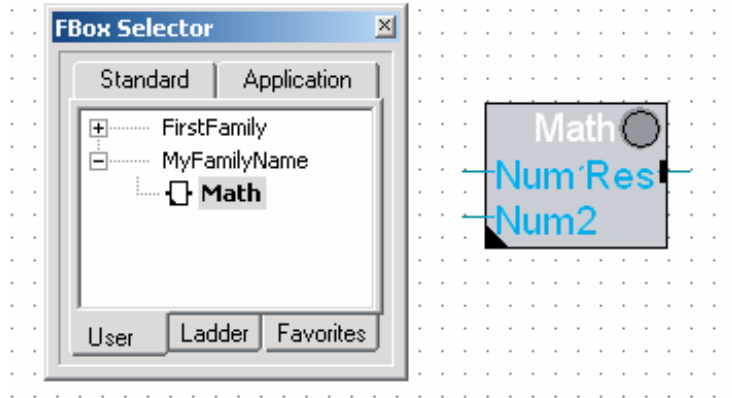 FBox Selector
Standard Application
FirstFamily
MyFamilyName
Math
User Ladder Favorites
Math
Num Res
Num2